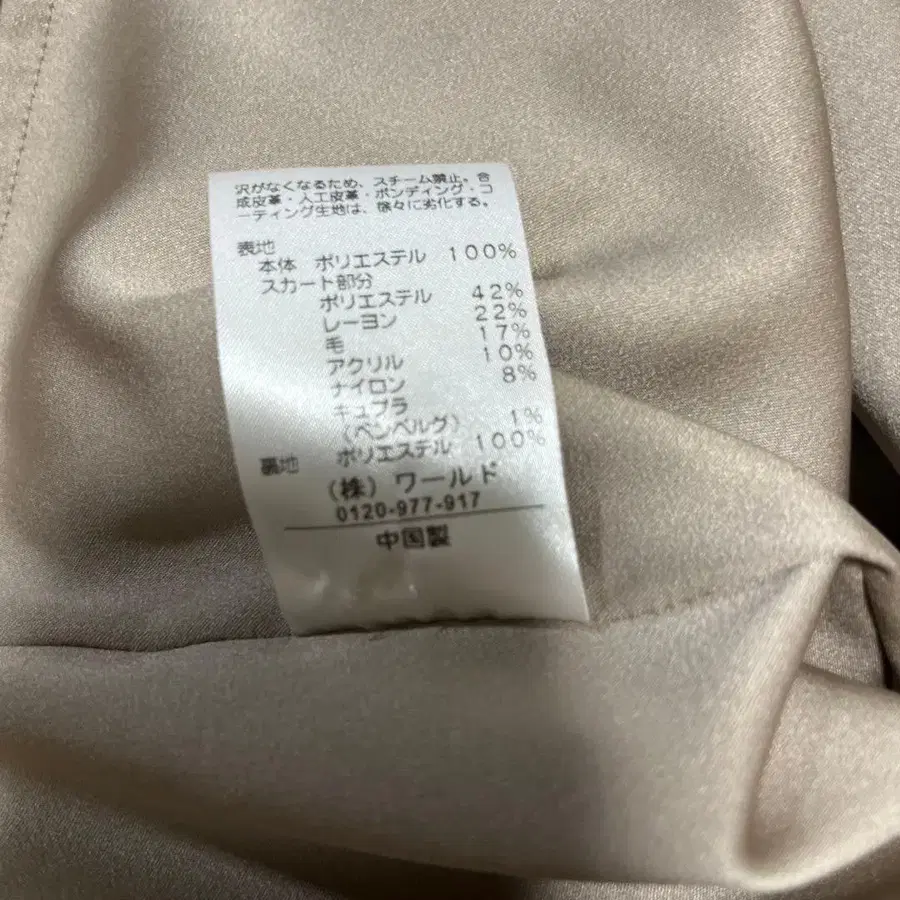 沢がなくなるため、スチーム禁止。合
成皮革・人工皮革・ボンディング・コ
ーティング生地は、徐々に劣化する。
表地
本体 ポリエステル 100%
スカート部分
ポリエステル 42%
レーヨン 22%
毛 17%
アクリル 10%
ナイロン 8%
キュプラ
(ベンベルグ) 1%
裏地 ポリエステル 100%
(株) ワールド
0120-977-917
中国製